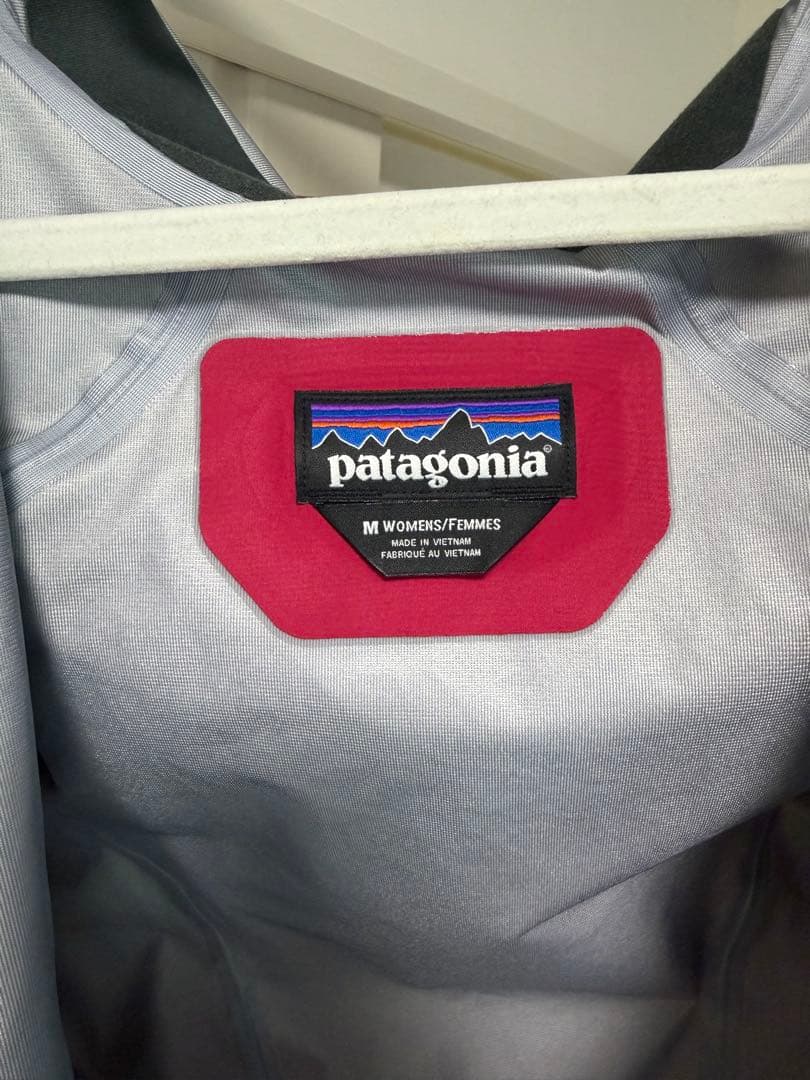 patagonia®
M WOMENS/FEMMES
MADE IN VIETNAM
FABRIQUÉ AU VIETNAM